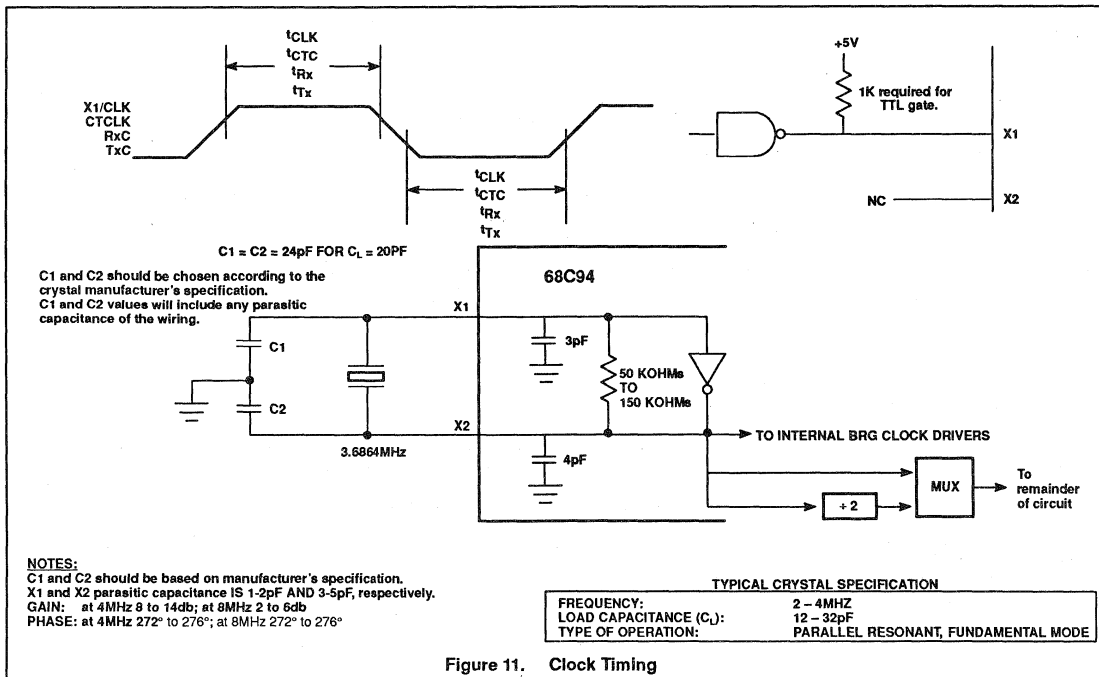 tCLK
tCTC
tRx
tTx
X1/CLK
CTCLK
RxC
TxC
tCLK
tCTC
tRx
tTx
+5V
1K required for
TTL gate.
X1
NC
X2
C1 = C2 = 24pF FOR CL = 20PF
C1 and C2 should be chosen according to the
crystal manufacturer's specification.
C1 and C2 values will include any parasitic
capacitance of the wiring.
68C94
X1
C1
3pF
50 KOHMs
TO
150 KOHMs
C2
X2
3.6864MHz
4pF
TO INTERNAL BRG CLOCK DRIVERS
÷ 2
MUX
To
remainder
of circuit
NOTES:
C1 and C2 should be based on manufacturer's specification.
X1 and X2 parasitic capacitance IS 1-2pF AND 3-5pF, respectively.
GAIN: at 4MHz 8 to 14db; at 8MHz 2 to 6db
PHASE: at 4MHz 272° to 276°; at 8MHz 272° to 276°
TYPICAL CRYSTAL SPECIFICATION
FREQUENCY: 2 – 4MHZ
LOAD CAPACITANCE (CL): 12 – 32pF
TYPE OF OPERATION: PARALLEL RESONANT, FUNDAMENTAL MODE
Figure 11. Clock Timing